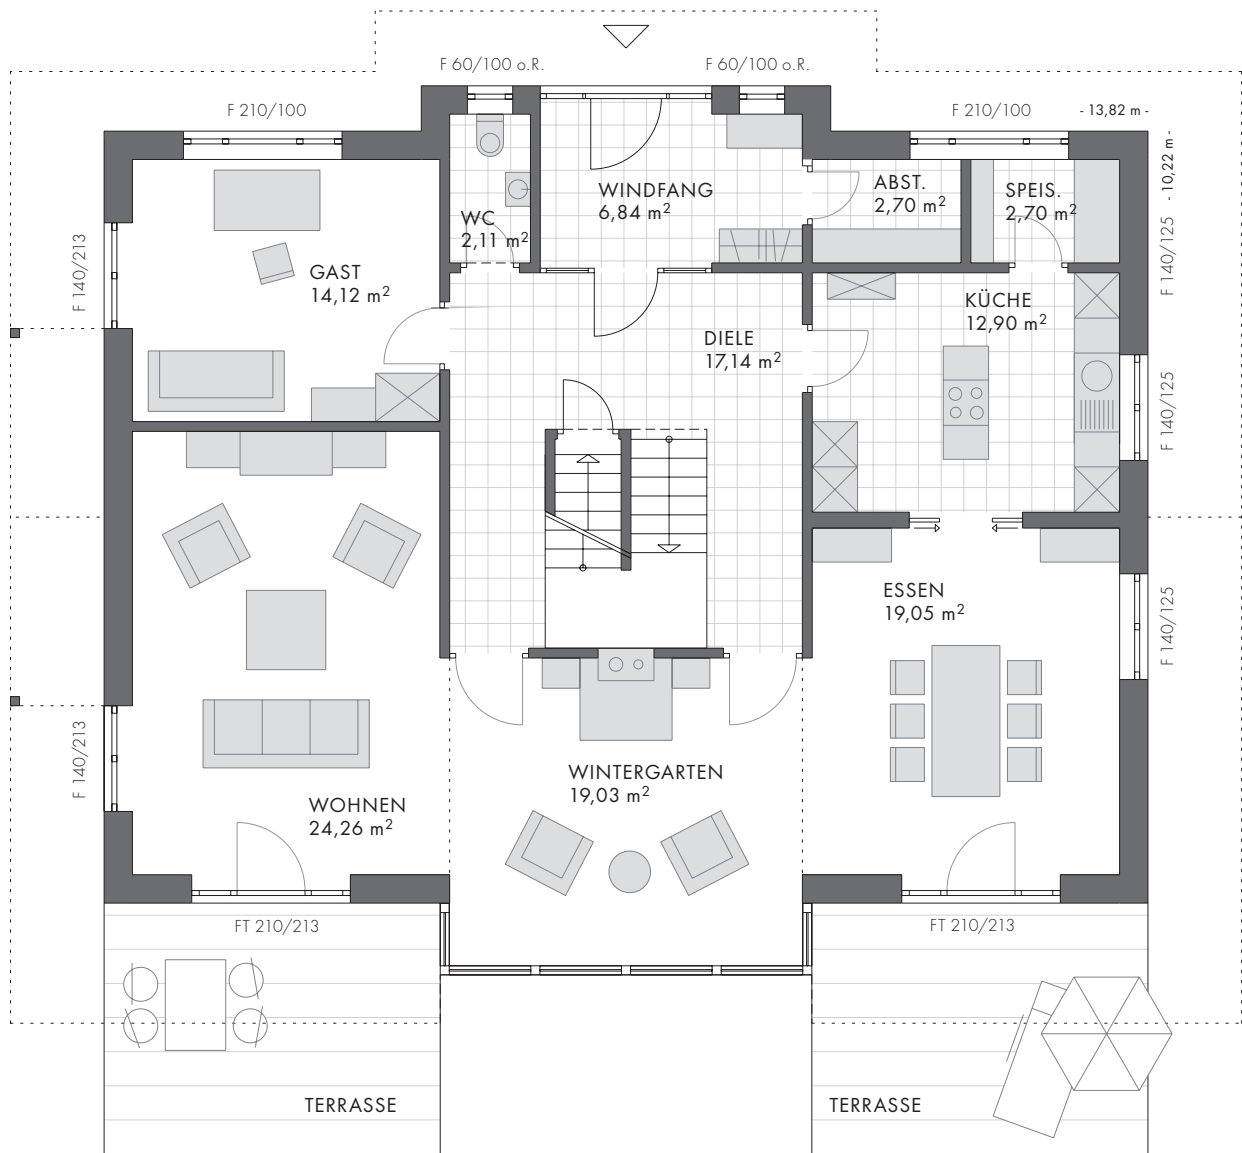 F 60/100 o.R.
F 60/100 o.R.
F 210/100
F 210/100
- 13,82 m -
- 10,22 m -
WINDFANG
6,84 m²
ABST.
2,70 m²
SPEIS.
2,70 m²
WC
2,11 m²
F 140/213
GAST
14,12 m²
F 140/125
KÜCHE
12,90 m²
DIELE
17,14 m²
F 140/125
ESSEN
19,05 m²
F 140/125
F 140/213
WINTERGARTEN
19,03 m²
WOHNEN
24,26 m²
FT 210/213
FT 210/213
TERRASSE
TERRASSE